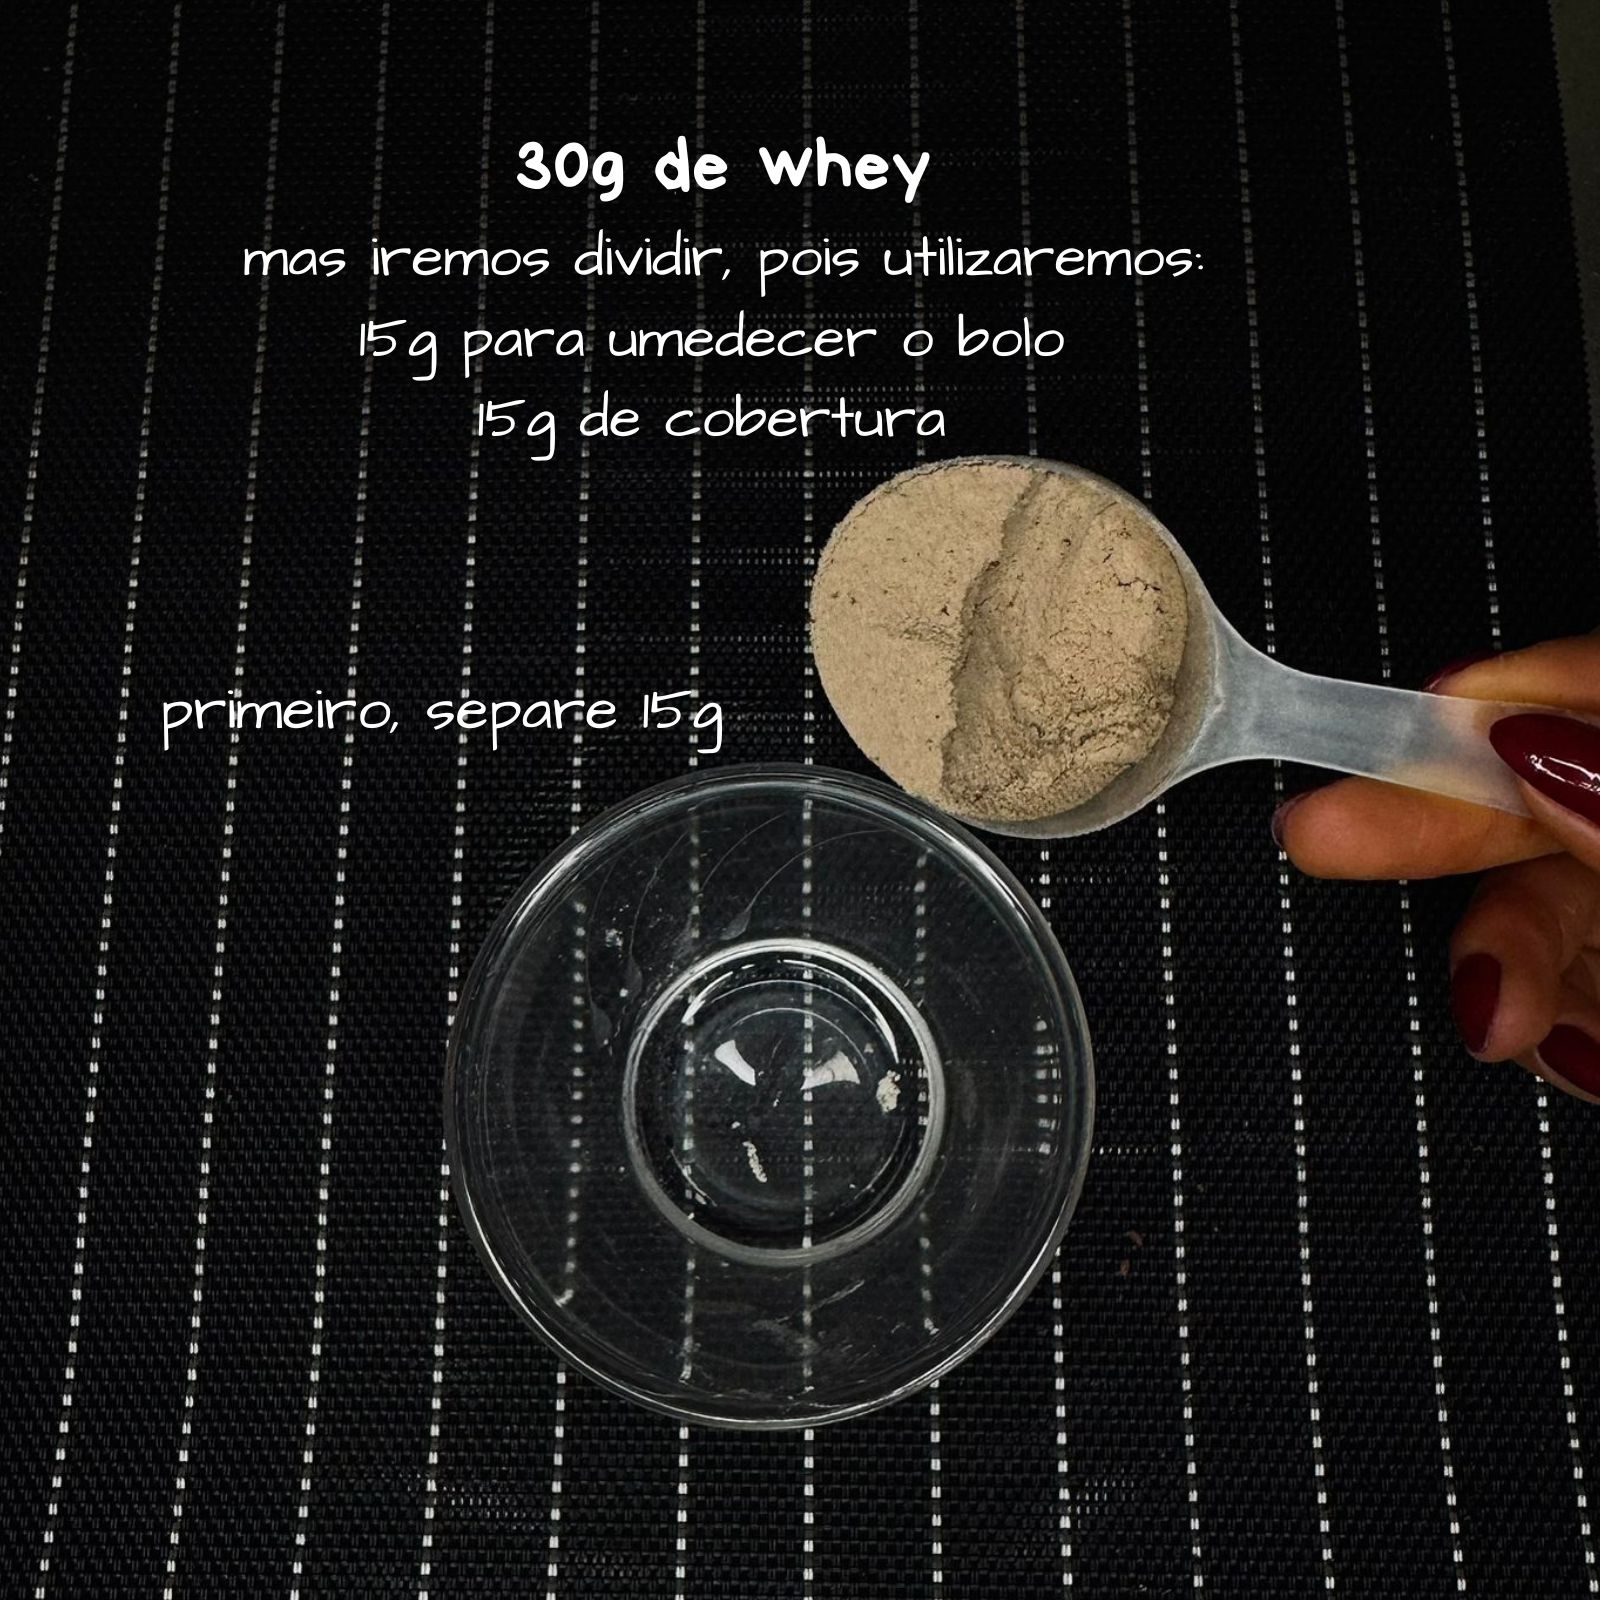 30g de whey
mas iremos dividir, pois utilizaremos:
15g para umedecer o bolo
15g de cobertura
primeiro, separe 15g